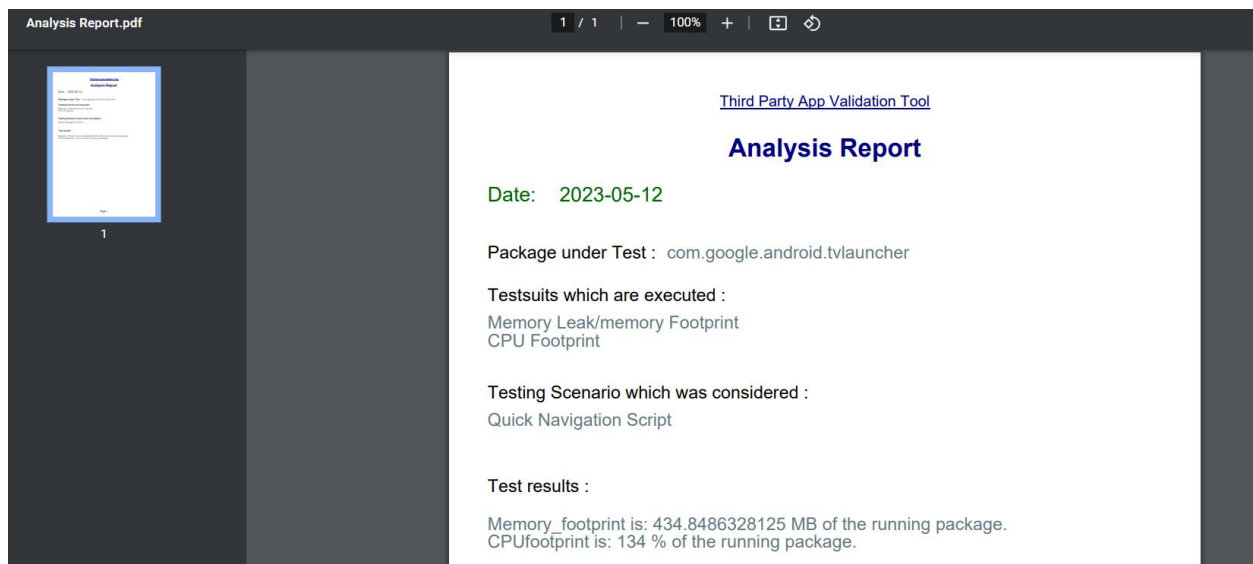 Analysis Report.pdf
1 / 1
100%
1
Third Party App Validation Tool
Analysis Report
Date: 2023-05-12
Package under Test : com.google.android.tvlauncher
Testsuits which are executed :
Memory Leak/memory Footprint
CPU Footprint
Testing Scenario which was considered :
Quick Navigation Script
Test results :
Memory_footprint is: 434.8486328125 MB of the running package.
CPUfootprint is: 134 % of the running package.